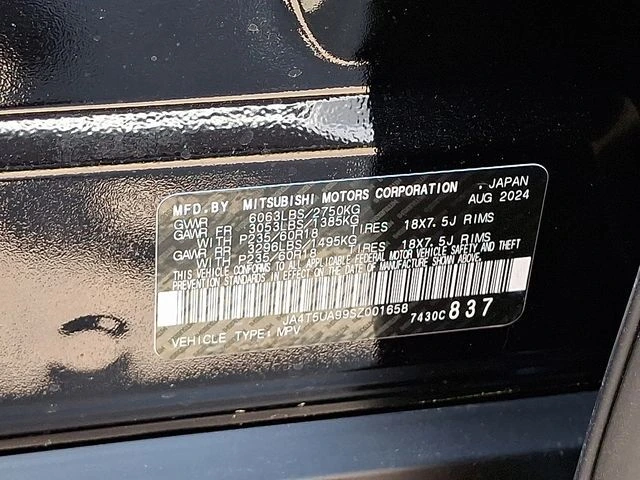 MFD.BY MITSUBISHI MOTORS CORPORATION . JAPAN
GVWR 6063LBS/2750KG AUG 2024
GAWR FR 3053LBS/1385KG
WITH P235/60R18 TIRES 18X7.5J RIMS
GAWR RR 3296LBS/1495KG
WITH P235/60R18 TIRES 18X7.5J RIMS
THIS VEHICLE CONFORMS TO ALL APPLICABLE FEDERAL MOTOR VEHICLE SAFETY AND THEFT
PREVENTION STANDARDS IN EFFECT ON THE DATE OF MANUFACTURE SHOWN ABOVE.
JA4T5UA99SZ001658 7430C 837
VEHICLE TYPE: MPV